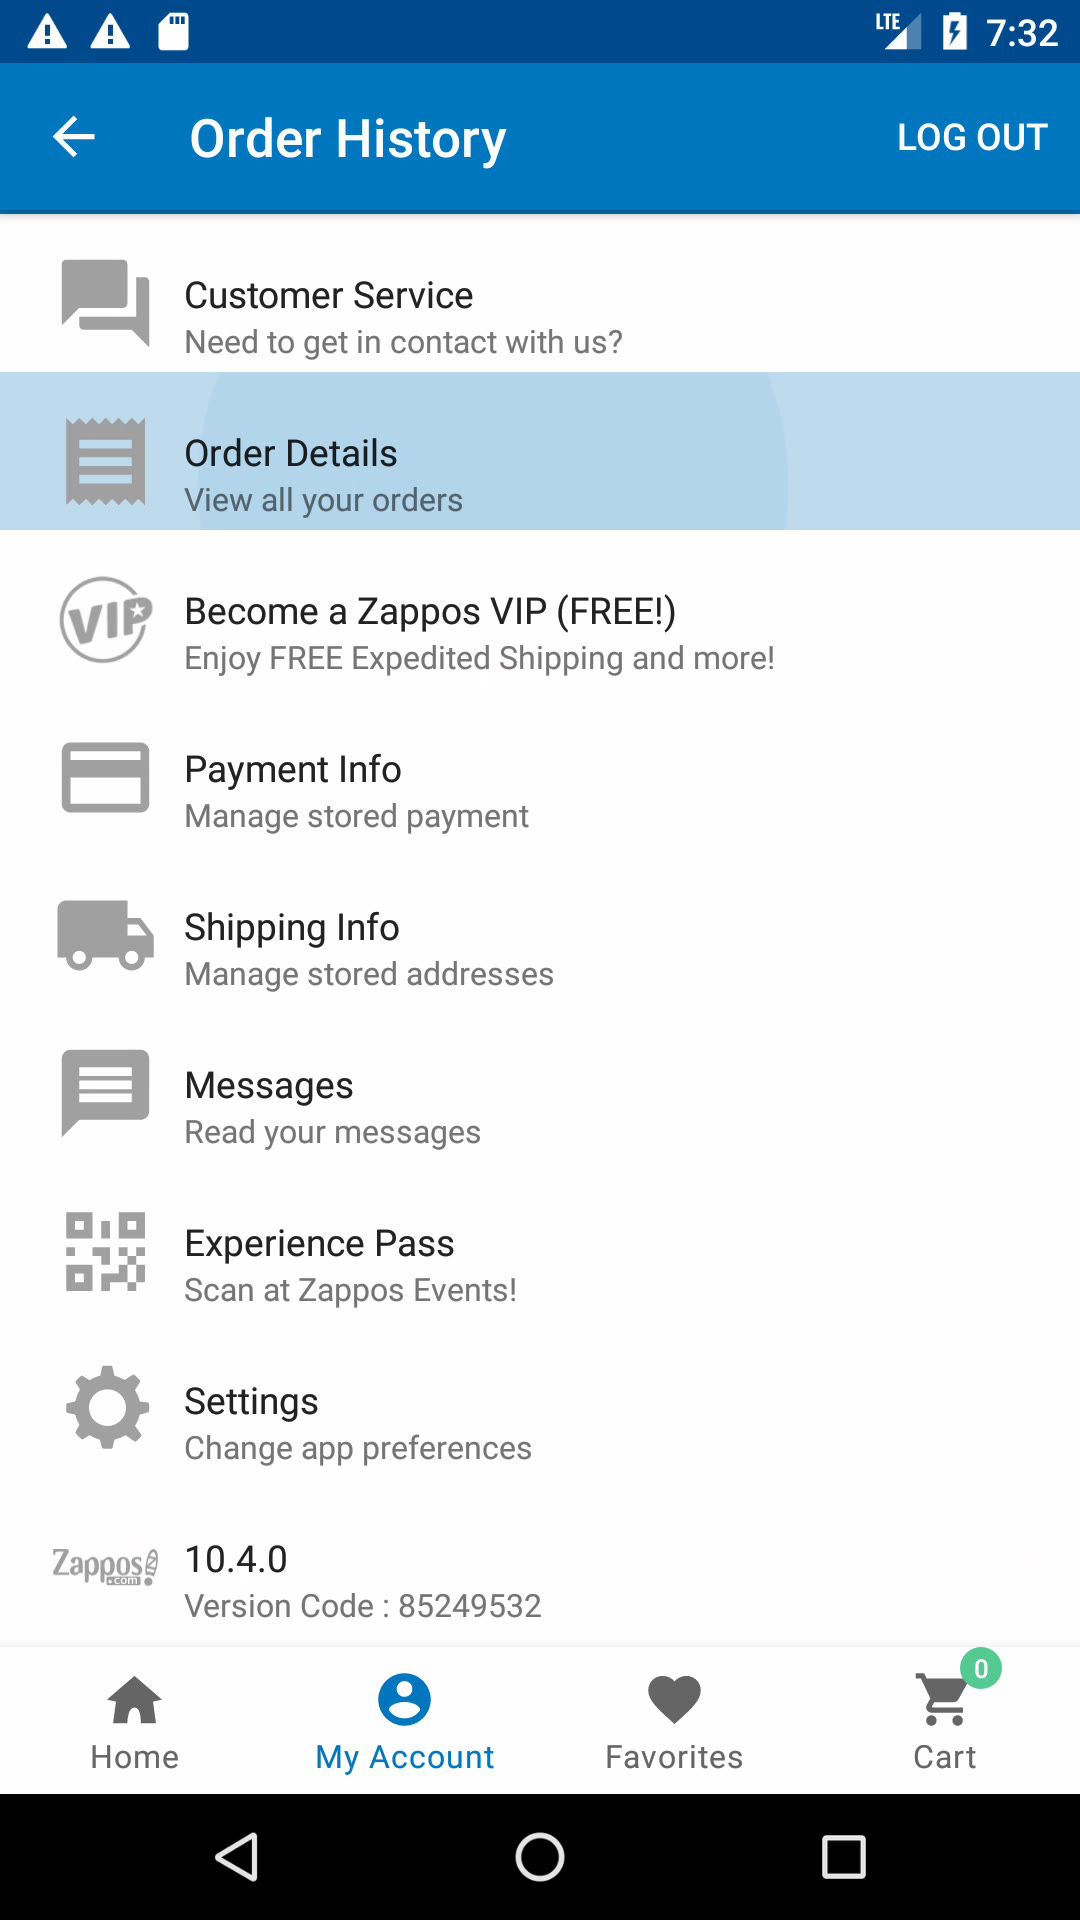 LTE 7:32
Order History LOG OUT
Customer Service
Need to get in contact with us?
Order Details
View all your orders
VIP
Become a Zappos VIP (FREE!)
Enjoy FREE Expedited Shipping and more!
Payment Info
Manage stored payment
Shipping Info
Manage stored addresses
Messages
Read your messages
Experience Pass
Scan at Zappos Events!
Settings
Change app preferences
Zappos!
.com
10.4.0
Version Code : 85249532
0
Home My Account Favorites Cart